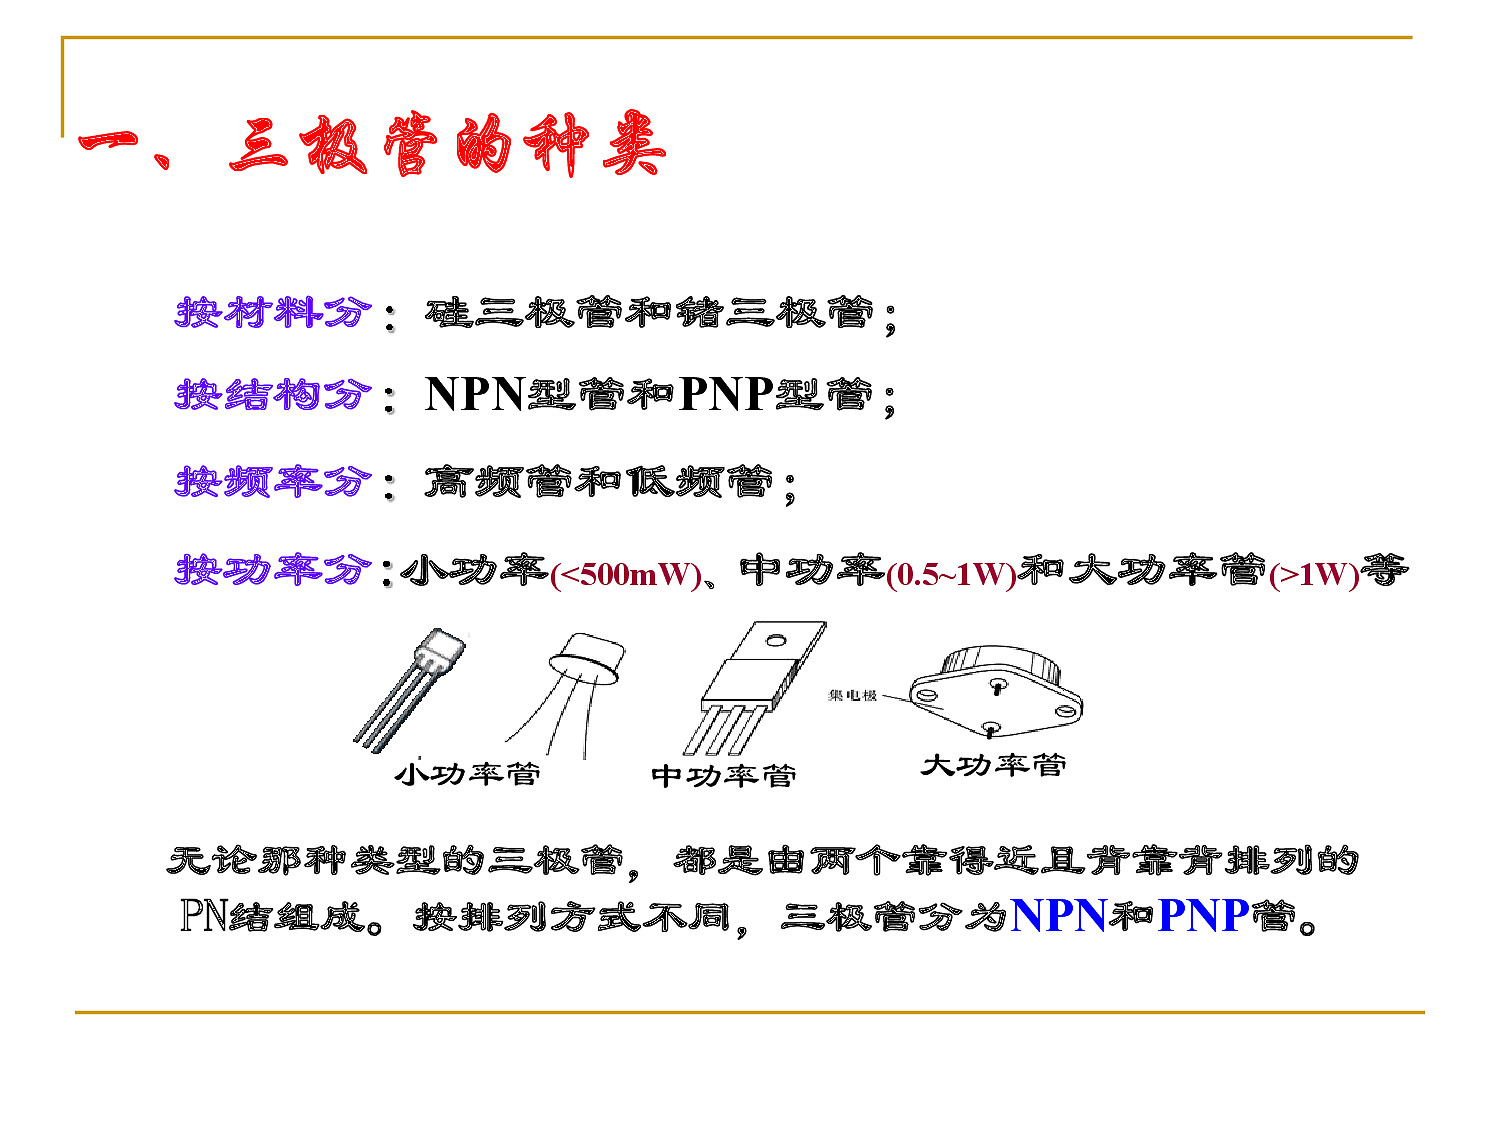 一、三极管的种类
按材料分：硅三极管和锗三极管；
按结构分：NPN型管和PNP型管；
按频率分：高频管和低频管；
按功率分:小功率(<500mW)、中功率(0.5~1W)和大功率管(>1W)等
集电极
小功率管 中功率管 大功率管
无论那种类型的三极管，都是由两个靠得近且背靠背排列的
PN结组成。按排列方式不同，三极管分为NPN和PNP管。